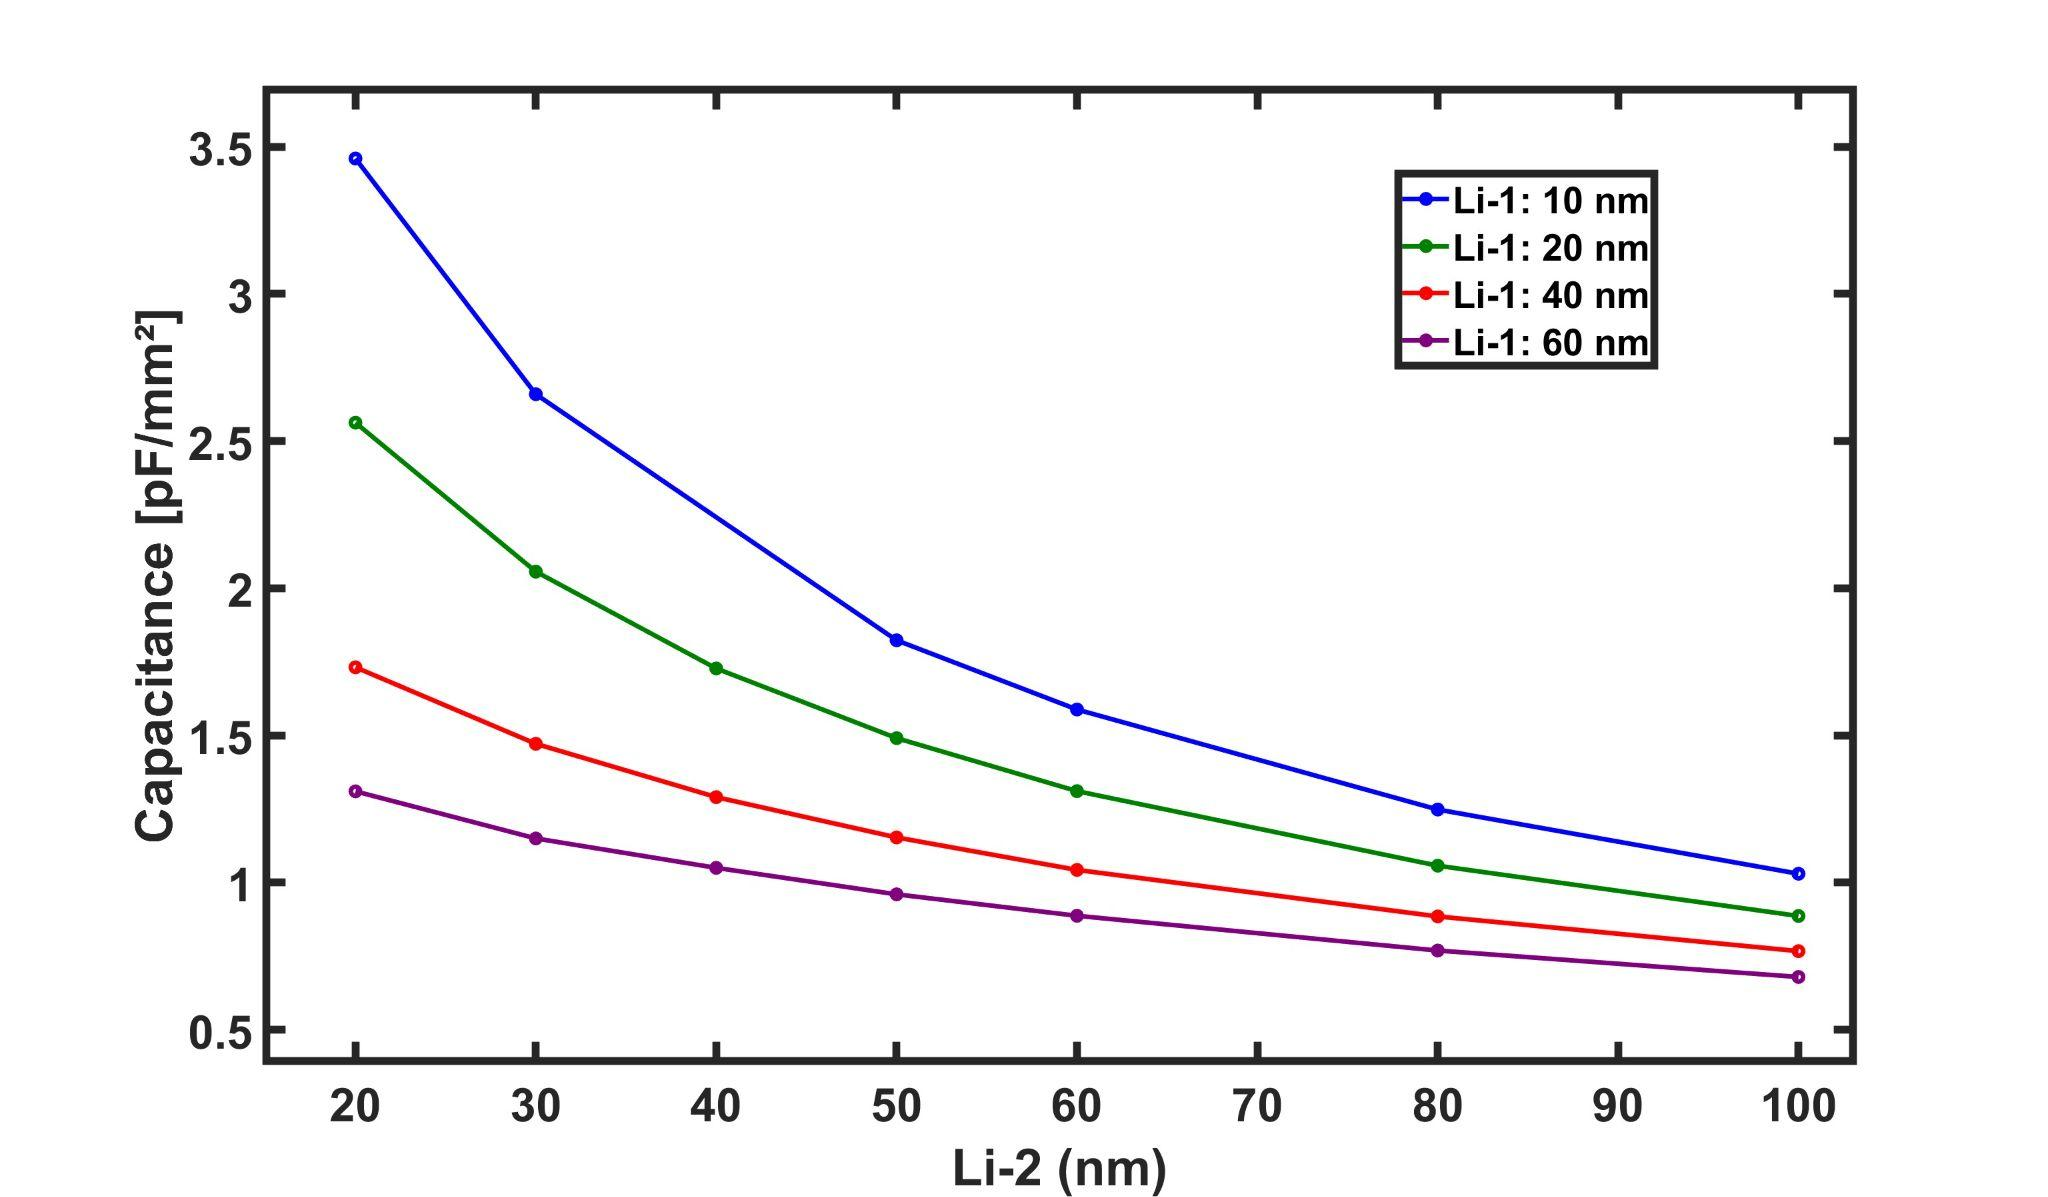 3.5
3
2.5
2
1.5
1
0.5
Capacitance [pF/mm²]
Li-1: 10 nm
Li-1: 20 nm
Li-1: 40 nm
Li-1: 60 nm
20 30 40 50 60 70 80 90 100
Li-2 (nm)